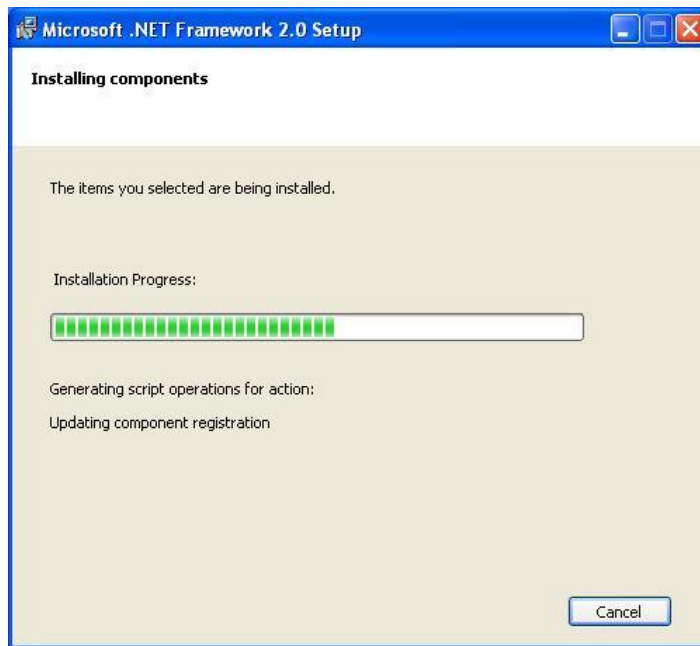 Microsoft .NET Framework 2.0 Setup
Installing components
The items you selected are being installed.
Installation Progress:
Generating script operations for action:
Updating component registration
Cancel